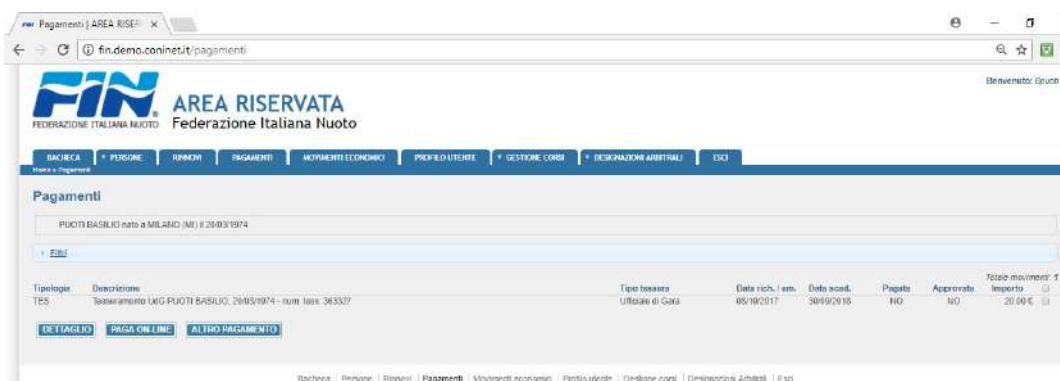 Pagamenti | AREA RISE
fin.demo.coninet.it/pagamenti
Benvenuto:
FIN
FEDERAZIONE ITALIANA NUOTO
AREA RISERVATA
Federazione Italiana Nuoto
BACHECA PERSONE RINNOVI PAGAMENTI MOVIMENTI ECONOMICI PROFILO UTENTE GESTIONE CORSI DESIGNAZIONI ARBITRALI ESCI
Home » Pagamenti
Pagamenti
PUOTI BASILIO nato a MILANO (MI) il 20/03/1974
Filtri
Totale movimenti: 1
Tipologia Descrizione Tipo tessera Data rich. / em. Data scad. Pagato Approvato Importo
TES Tesseramento UdG PUOTI BASILIO, 20/03/1974 - num. tess. 363327 Ufficiale di Gara 06/10/2017 30/09/2018 NO NO 20.00 €
DETTAGLIO PAGA ON-LINE ALTRO PAGAMENTO
Bacheca | Persone | Rinnovi | Pagamenti | Movimenti economici | Profilo utente | Gestione corsi | Designazioni Arbitrali | Esci